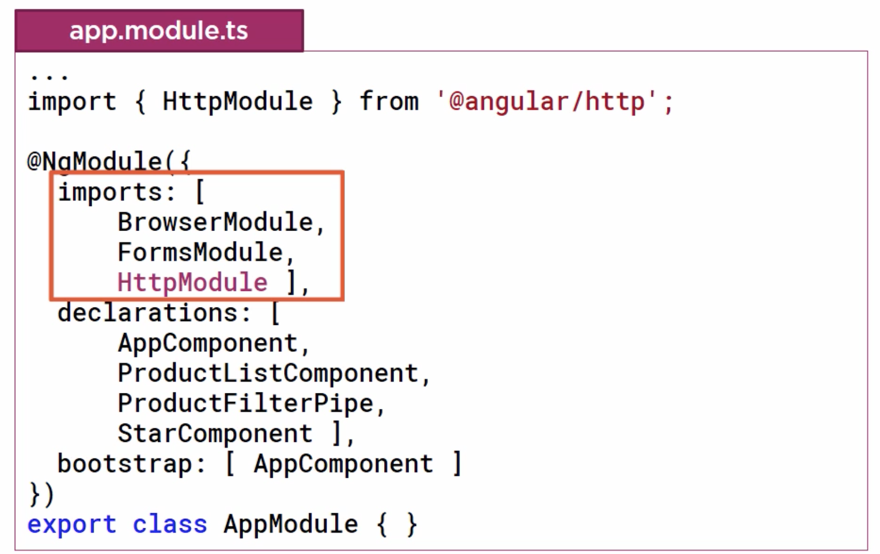 app.module.ts
...
import { HttpModule } from '@angular/http';
@NgModule({
imports: [
BrowserModule,
FormsModule,
HttpModule ],
declarations: [
AppComponent,
ProductListComponent,
ProductFilterPipe,
StarComponent ],
bootstrap: [ AppComponent ]
})
export class AppModule { }